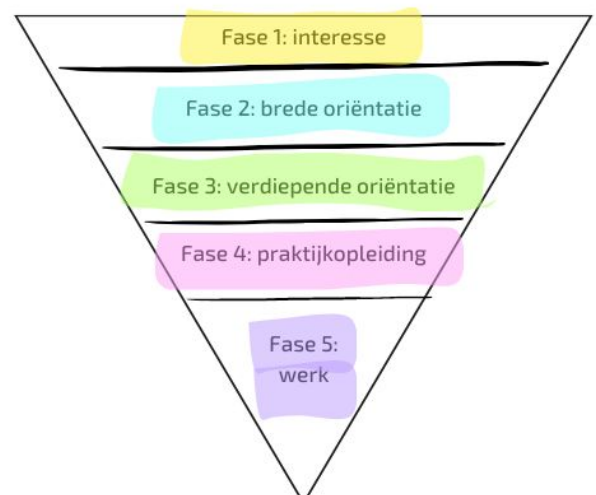 Fase 1: interesse
Fase 2: brede oriëntatie
Fase 3: verdiepende oriëntatie
Fase 4: praktijkopleiding
Fase 5:
werk